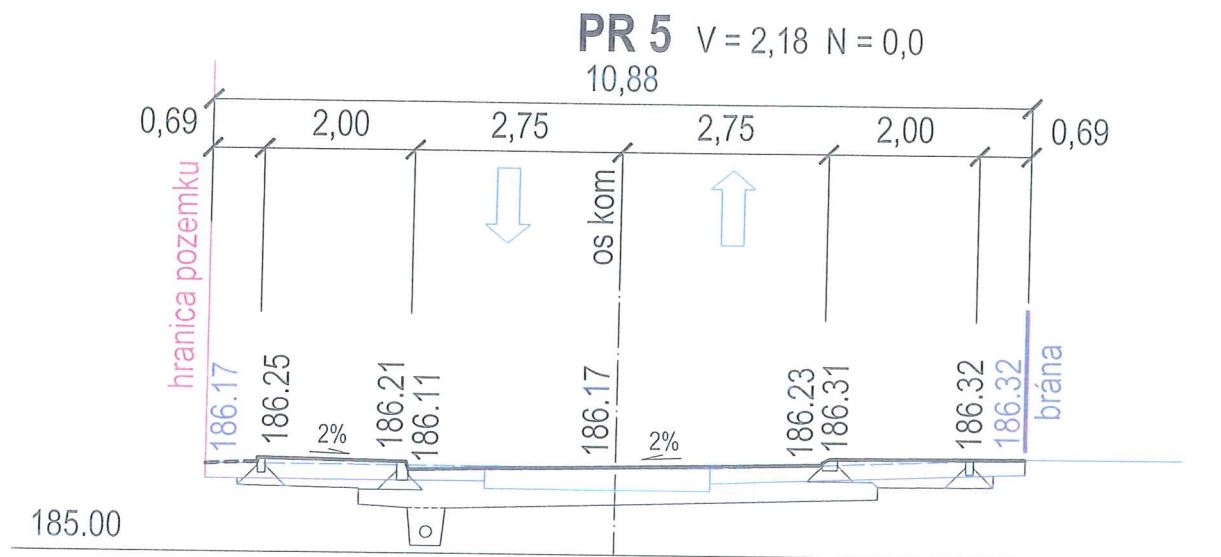 PR 5 V = 2,18 N = 0,0
10,88
0,69 2,00 2,75 2,75 2,00 0,69
hranica pozemku
os kom
brána
186.17 186.25 186.21 186.11 186.17 186.23 186.31 186.32 186.32
2% 2%
185.00